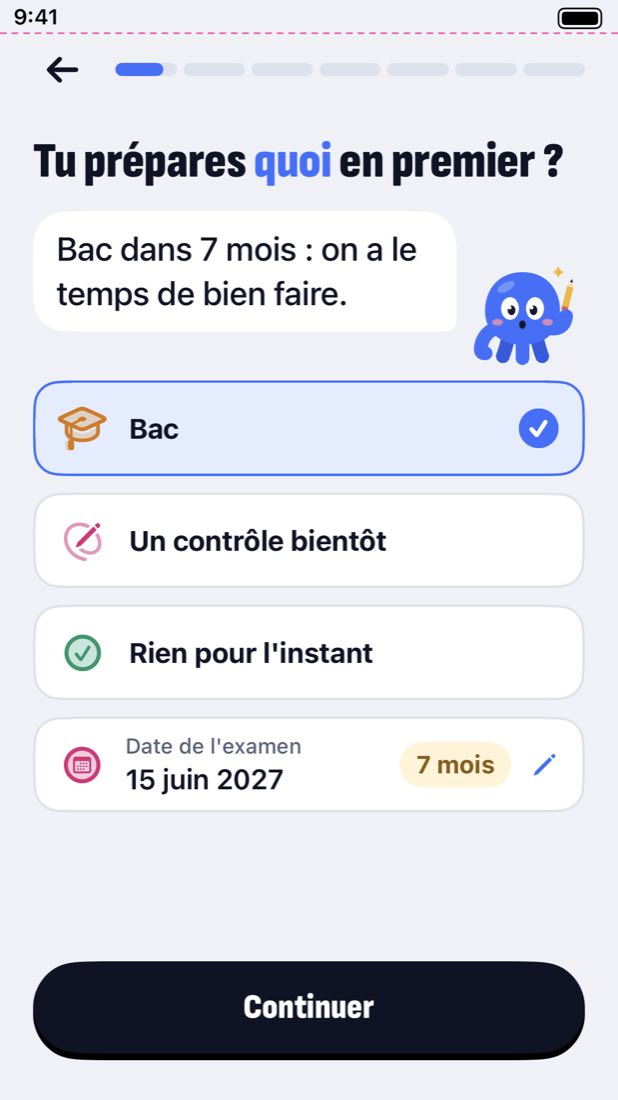 9:41
Tu prépares quoi en premier ?
Bac dans 7 mois : on a le
temps de bien faire.
Bac
Un contrôle bientôt
Rien pour l'instant
Date de l'examen
15 juin 2027
7 mois
Continuer